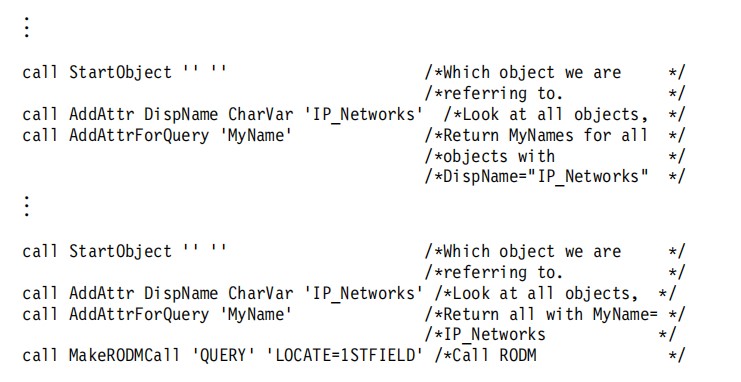 ⋮
call StartObject '' ''                          /*Which object we are      */
                                                /*referring to.            */
call AddAttr DispName CharVar 'IP_Networks'  /*Look at all objects,  */
call AddAttrForQuery 'MyName'                   /*Return MyNames for all   */
                                                /*objects with             */
                                                /*DispName="IP_Networks"  */
⋮
call StartObject '' ''                          /*Which object we are      */
                                                /*referring to.            */
call AddAttr DispName CharVar 'IP_Networks' /*Look at all objects,  */
call AddAttrForQuery 'MyName'                   /*Return all with MyName= */
                                                /*IP_Networks             */
call MakeRODMCall 'QUERY' 'LOCATE=1STFIELD' /*Call RODM                */